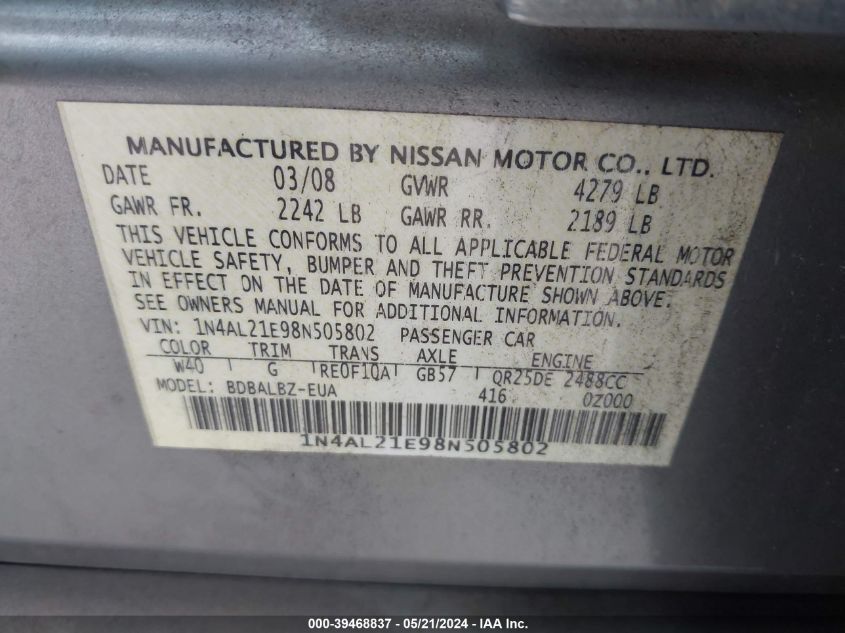 MANUFACTURED BY NISSAN MOTOR CO., LTD.
DATE 03/08 GVWR 4279 LB
GAWR FR. 2242 LB GAWR RR. 2189 LB
THIS VEHICLE CONFORMS TO ALL APPLICABLE FEDERAL MOTOR
VEHICLE SAFETY, BUMPER AND THEFT PREVENTION STANDARDS
IN EFFECT ON THE DATE OF MANUFACTURE SHOWN ABOVE.
SEE OWNERS MANUAL FOR ADDITIONAL INFORMATION.
VIN: 1N4AL21E98N505802 PASSENGER CAR
COLOR TRIM TRANS AXLE ENGINE
W40 G RE0F10A GB57 QR25DE 2488CC
MODEL: BDBALBZ-EUA 416 0Z000
1N4AL21E98N505802
000-39468837 - 05/21/2024 - IAA Inc.